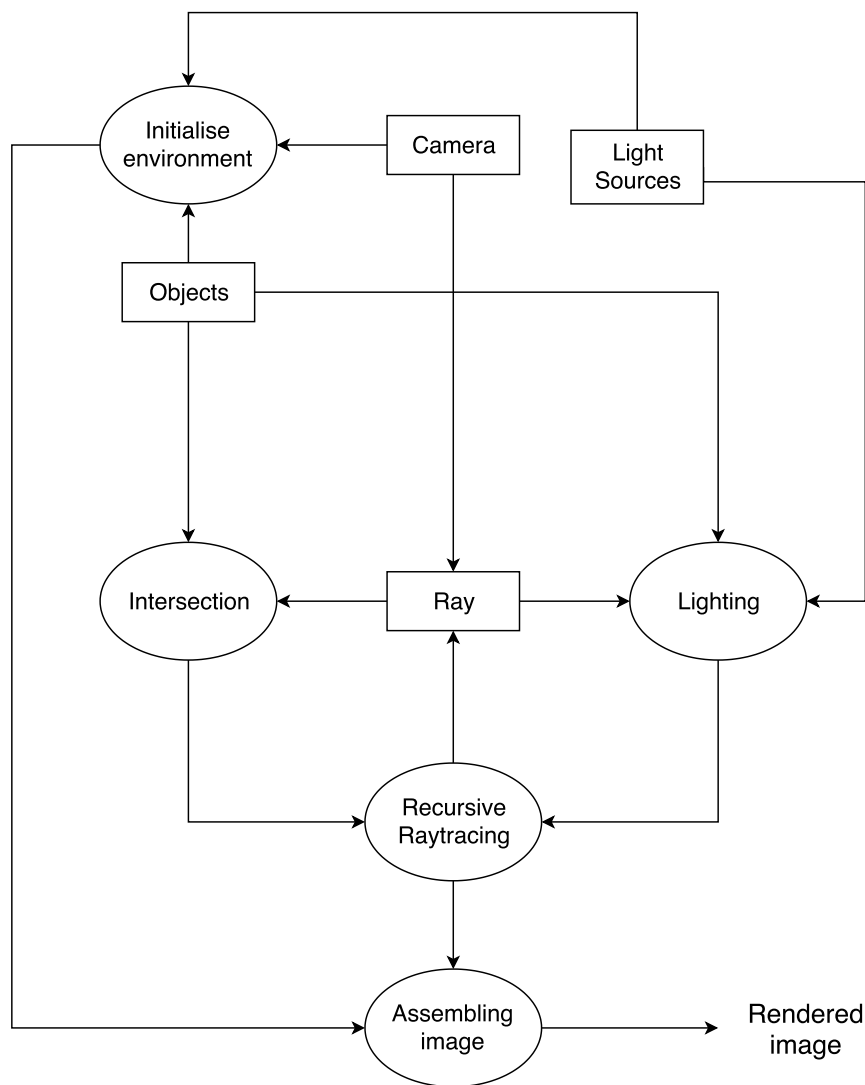 Initialise
environment
Camera
Light
Sources
Objects
Intersection
Ray
Lighting
Recursive
Raytracing
Assembling
image
Rendered
image